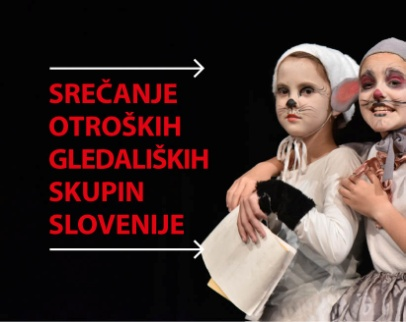 SREČANJE
OTROŠKIH
GLEDALIŠKIH
SKUPIN
SLOVENIJE